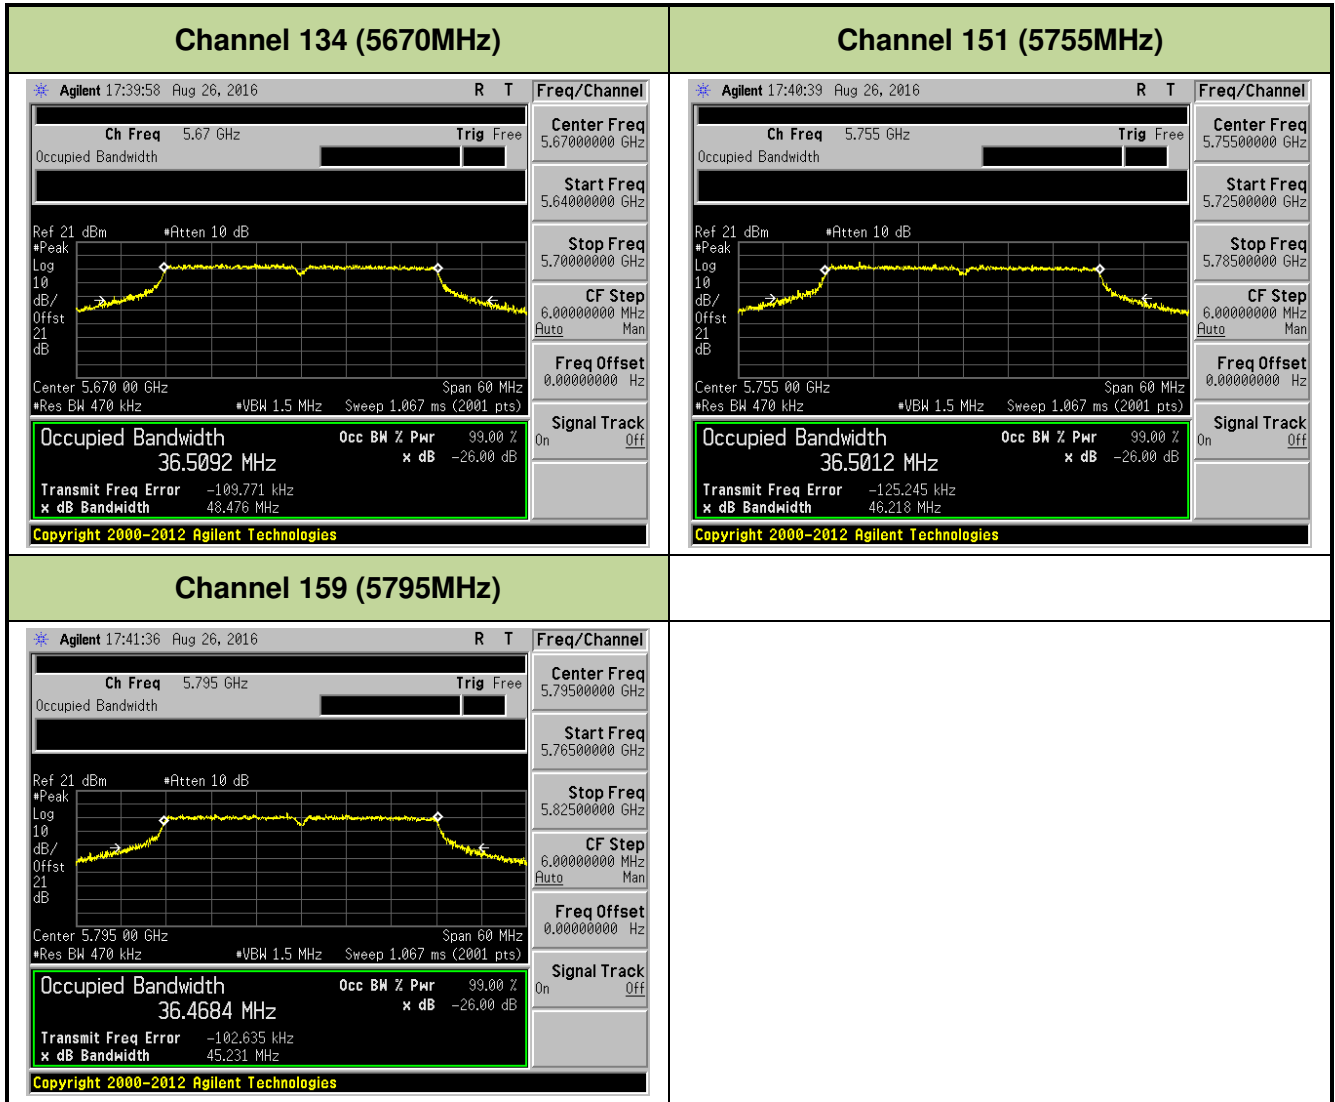 Channel 134 (5670MHz)
Agilent 17:39:58 Aug 26, 2016 R T Freq/Channel
Ch Freq 5.67 GHz Trig Free
Occupied Bandwidth
Center Freq
5.67000000 GHz
Start Freq
5.64000000 GHz
Stop Freq
5.70000000 GHz
CF Step
6.00000000 MHz
Auto Man
Freq Offset
0.00000000 Hz
Signal Track
On Off
Ref 21 dBm #Atten 10 dB
#Peak
Log
10
dB/
Offst
21
dB
Center 5.670 00 GHz Span 60 MHz
#Res BW 470 kHz #VBW 1.5 MHz Sweep 1.067 ms (2001 pts)
Occupied Bandwidth Occ BW % Pwr 99.00 %
36.5092 MHz x dB -26.00 dB
Transmit Freq Error -109.771 kHz
x dB Bandwidth 48.476 MHz
Copyright 2000-2012 Agilent Technologies
Channel 151 (5755MHz)
Agilent 17:40:39 Aug 26, 2016 R T Freq/Channel
Ch Freq 5.755 GHz Trig Free
Occupied Bandwidth
Center Freq
5.75500000 GHz
Start Freq
5.72500000 GHz
Stop Freq
5.78500000 GHz
CF Step
6.00000000 MHz
Auto Man
Freq Offset
0.00000000 Hz
Signal Track
On Off
Ref 21 dBm #Atten 10 dB
#Peak
Log
10
dB/
Offst
21
dB
Center 5.755 00 GHz Span 60 MHz
#Res BW 470 kHz #VBW 1.5 MHz Sweep 1.067 ms (2001 pts)
Occupied Bandwidth Occ BW % Pwr 99.00 %
36.5012 MHz x dB -26.00 dB
Transmit Freq Error -125.245 kHz
x dB Bandwidth 46.218 MHz
Copyright 2000-2012 Agilent Technologies
Channel 159 (5795MHz)
Agilent 17:41:36 Aug 26, 2016 R T Freq/Channel
Ch Freq 5.795 GHz Trig Free
Occupied Bandwidth
Center Freq
5.79500000 GHz
Start Freq
5.76500000 GHz
Stop Freq
5.82500000 GHz
CF Step
6.00000000 MHz
Auto Man
Freq Offset
0.00000000 Hz
Signal Track
On Off
Ref 21 dBm #Atten 10 dB
#Peak
Log
10
dB/
Offst
21
dB
Center 5.795 00 GHz Span 60 MHz
#Res BW 470 kHz #VBW 1.5 MHz Sweep 1.067 ms (2001 pts)
Occupied Bandwidth Occ BW % Pwr 99.00 %
36.4684 MHz x dB -26.00 dB
Transmit Freq Error -102.635 kHz
x dB Bandwidth 45.231 MHz
Copyright 2000-2012 Agilent Technologies